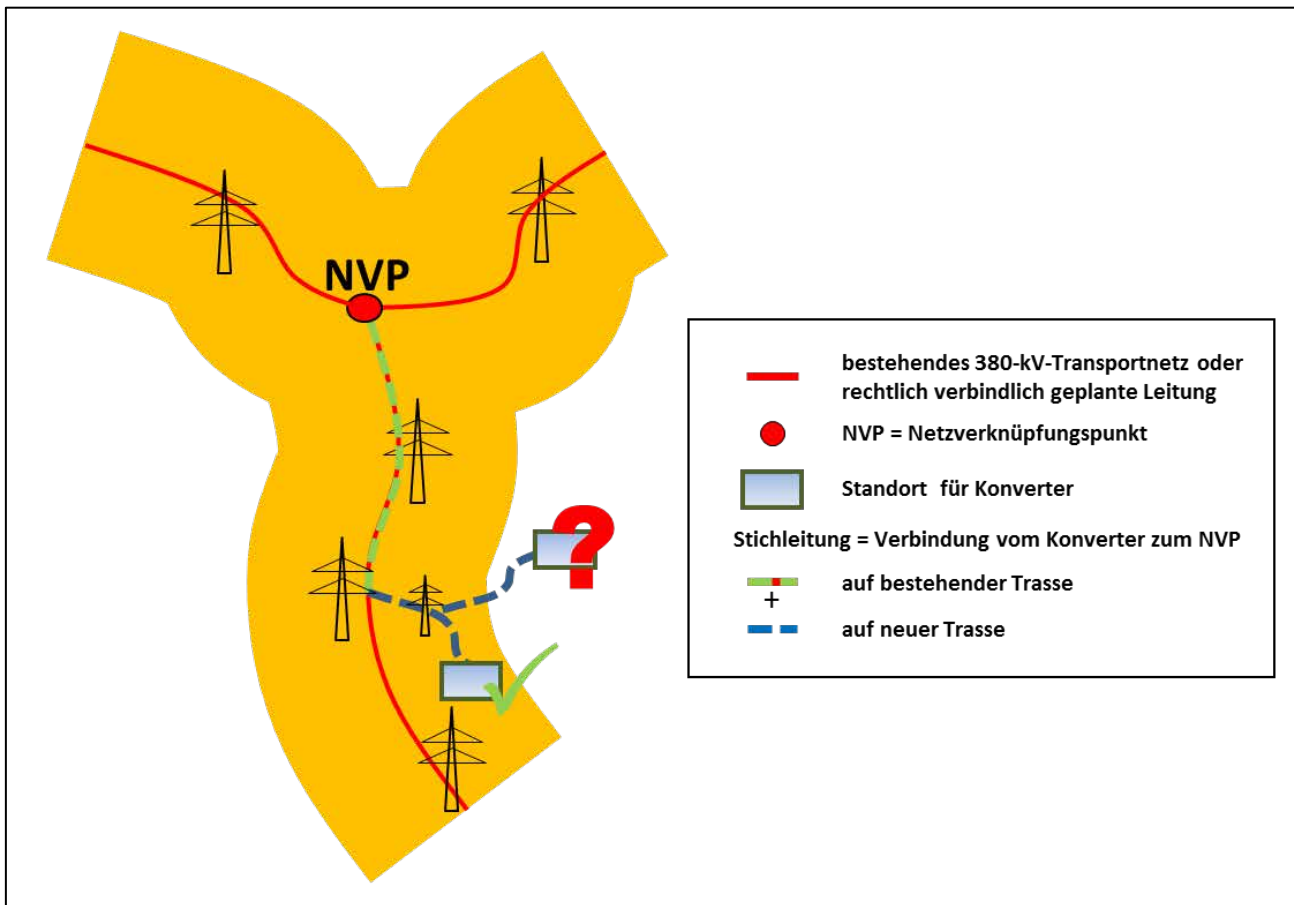 NVP
?
bestehendes 380-kV-Transportnetz oder
rechtlich verbindlich geplante Leitung
NVP = Netzverknüpfungspunkt
Standort für Konverter
Stichleitung = Verbindung vom Konverter zum NVP
auf bestehender Trasse
+
auf neuer Trasse